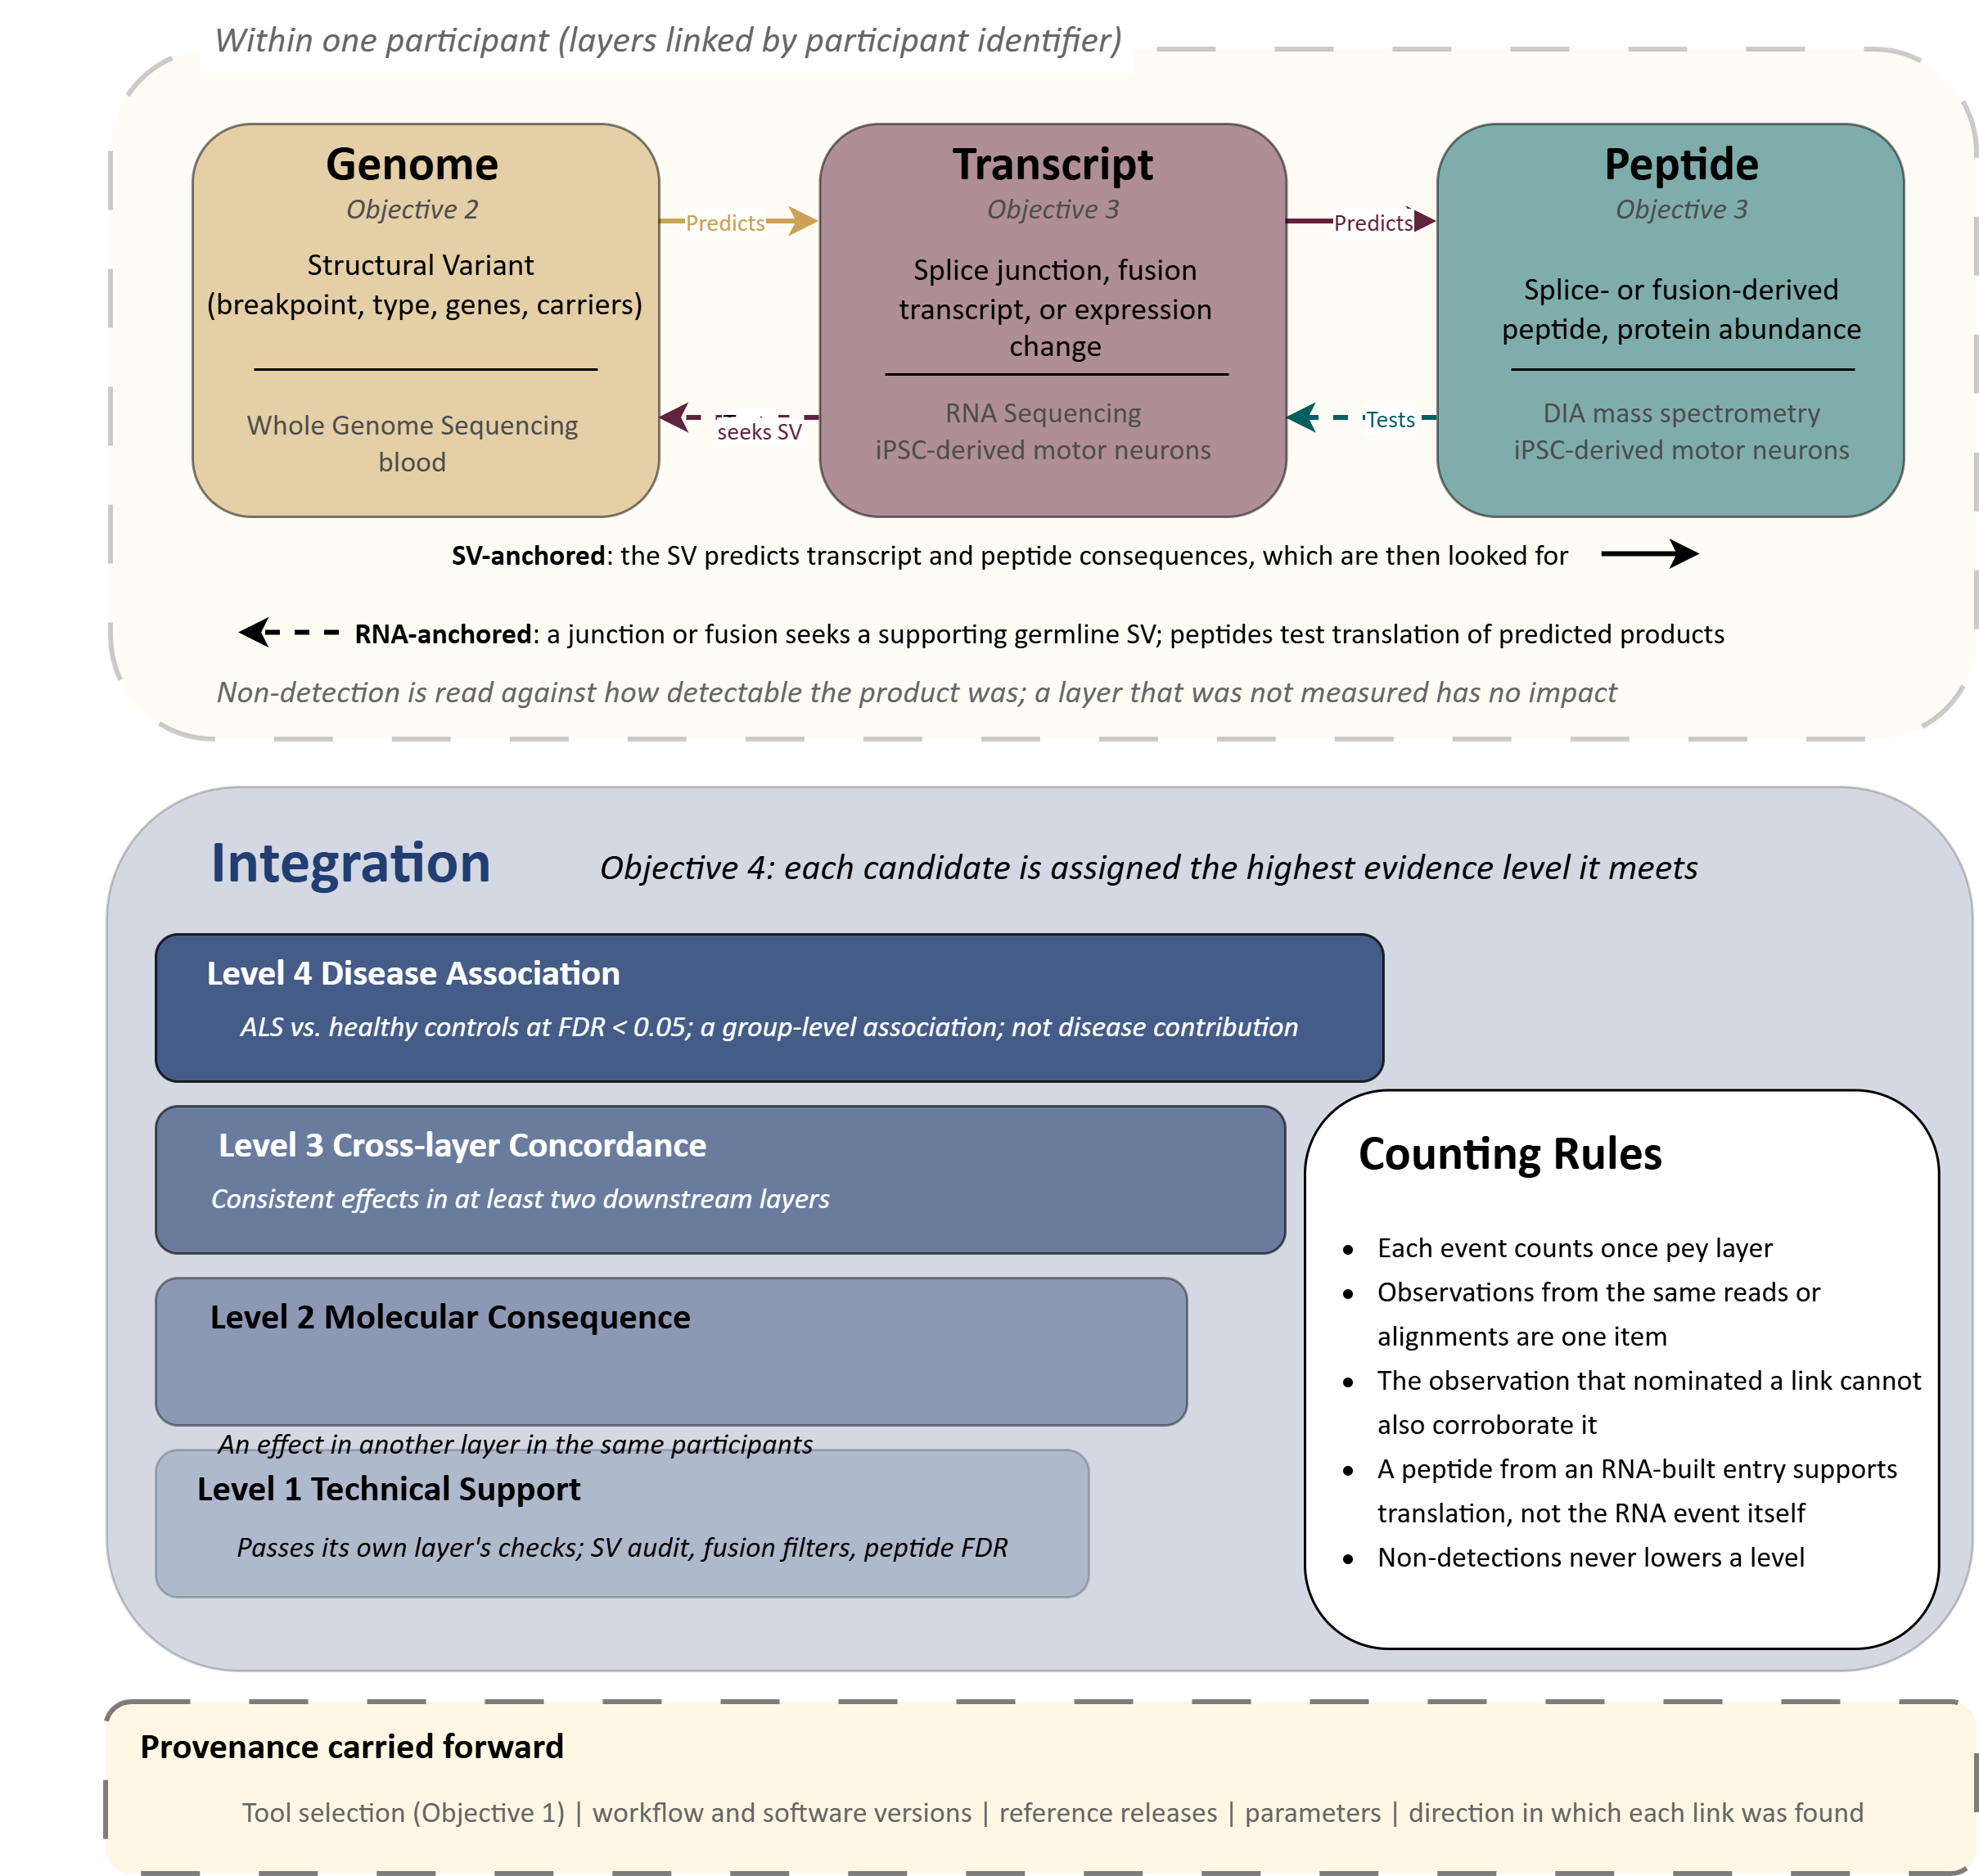 Within one participant (layers linked by participant identifier)
Genome
Objective 2
Structural Variant
(breakpoint, type, genes, carriers)
Whole Genome Sequencing
blood
Predicts
seeks SV
Transcript
Objective 3
Splice junction, fusion
transcript, or expression
change
RNA Sequencing
iPSC-derived motor neurons
Predicts
Tests
Peptide
Objective 3
Splice- or fusion-derived
peptide, protein abundance
DIA mass spectrometry
iPSC-derived motor neurons
SV-anchored: the SV predicts transcript and peptide consequences, which are then looked for
RNA-anchored: a junction or fusion seeks a supporting germline SV; peptides test translation of predicted products
Non-detection is read against how detectable the product was; a layer that was not measured has no impact
Integration
Objective 4: each candidate is assigned the highest evidence level it meets
Level 4 Disease Association
ALS vs. healthy controls at FDR < 0.05; a group-level association; not disease contribution
Level 3 Cross-layer Concordance
Consistent effects in at least two downstream layers
Level 2 Molecular Consequence
An effect in another layer in the same participants
Level 1 Technical Support
Passes its own layer's checks; SV audit, fusion filters, peptide FDR
Counting Rules
• Each event counts once pey layer
• Observations from the same reads or
alignments are one item
• The observation that nominated a link cannot
also corroborate it
• A peptide from an RNA-built entry supports
translation, not the RNA event itself
• Non-detections never lowers a level
Provenance carried forward
Tool selection (Objective 1) | workflow and software versions | reference releases | parameters | direction in which each link was found